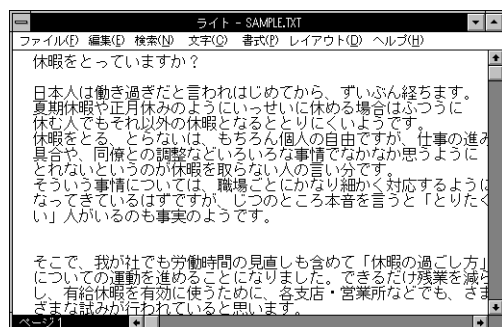 ライト - SAMPLE.TXT
ファイル(F) 編集(E) 検索(N) 文字(C) 書式(P) レイアウト(D) ヘルプ(H)
休暇をとっていますか？
日本人は働き過ぎだと言われはじめてから、ずいぶん経ちます。
夏期休暇や正月休みのようにいっせいに休める場合はふつうに
休む人でもそれ以外の休暇となるととりにくいようです。
休暇をとる、とらないは、もちろん個人の自由ですが、仕事の進み
具合や、同僚との調整などいろいろな事情でなかなか思うように
とれないというのが休暇を取らない人の言い分です。
そういう事情については、職場ごとにかなり細かく対応するように
なってきているはずですが、じつのところ本音を言うと「とりたく
い」人がいるのも事実のようです。
そこで、我が社でも労働時間の見直しも含めて「休暇の過ごし方」
についての運動を進めることになりました。できるだけ残業を減ら
し、有給休暇を有効に使うために、各支店・営業所などでも、さま
ざまな試みが行われていると思います。
ページ 1